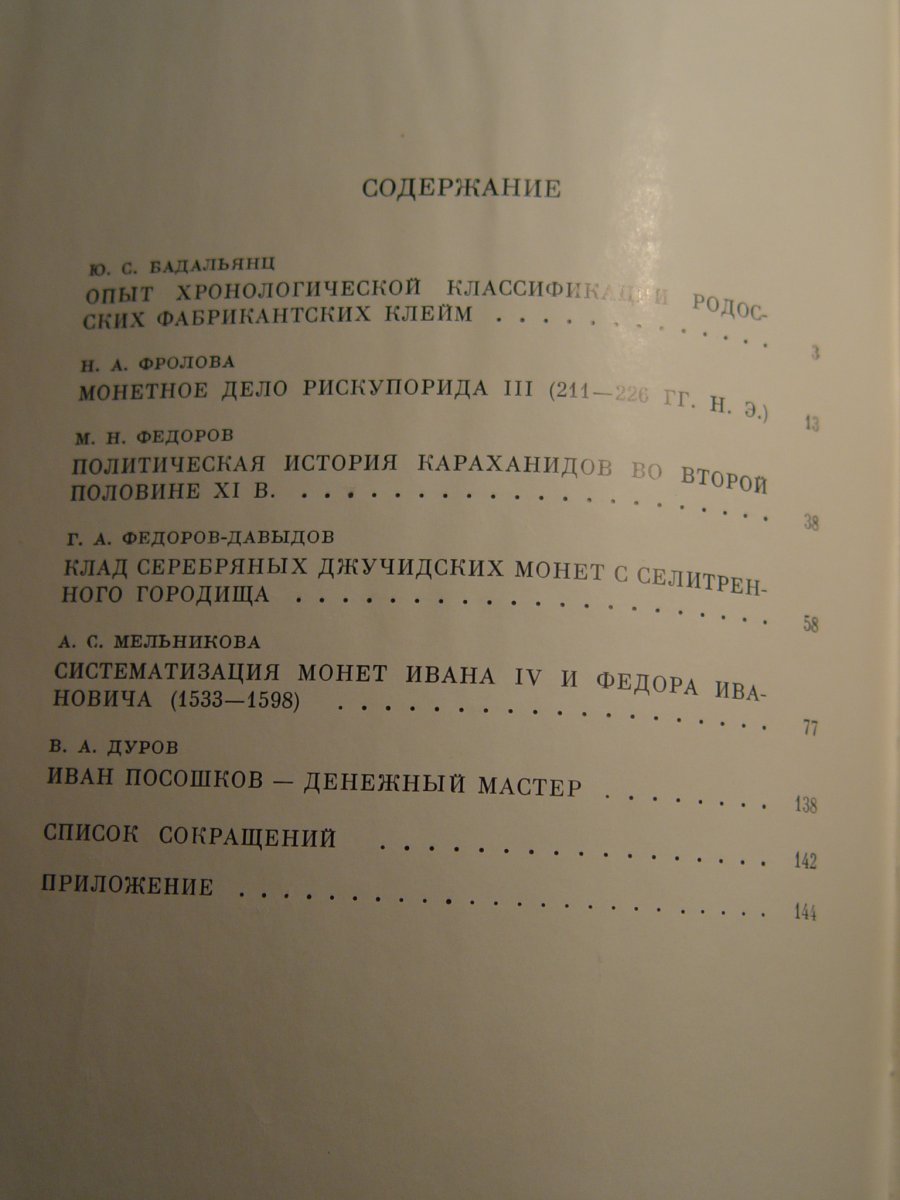 СОДЕРЖАНИЕ
Ю. С. БАДАЛЬЯНЦ
ОПЫТ ХРОНОЛОГИЧЕСКОЙ КЛАССИФИКАЦИИ РОДОС-
СКИХ ФАБРИКАНТСКИХ КЛЕЙМ . . . . . . . . . . . . . 3
Н. А. ФРОЛОВА
МОНЕТНОЕ ДЕЛО РИСКУПОРИДА III (211—226 ГГ. Н. Э.) 13
М. Н. ФЕДОРОВ
ПОЛИТИЧЕСКАЯ ИСТОРИЯ КАРАХАНИДОВ ВО ВТОРОЙ
ПОЛОВИНЕ XI В. . . . . . . . . . . . . . . . . . . . . 38
Г. А. ФЕДОРОВ-ДАВЫДОВ
КЛАД СЕРЕБРЯНЫХ ДЖУЧИДСКИХ МОНЕТ С СЕЛИТРЕН-
НОГО ГОРОДИЩА . . . . . . . . . . . . . . . . . . . . . 58
А. С. МЕЛЬНИКОВА
СИСТЕМАТИЗАЦИЯ МОНЕТ ИВАНА IV И ФЕДОРА ИВА-
НОВИЧА (1533—1598) . . . . . . . . . . . . . . . . . . . 77
В. А. ДУРОВ
ИВАН ПОСОШКОВ — ДЕНЕЖНЫЙ МАСТЕР . . . . . . . . 138
СПИСОК СОКРАЩЕНИЙ . . . . . . . . . . . . . . . . . 142
ПРИЛОЖЕНИЕ . . . . . . . . . . . . . . . . . . . . . . . 144